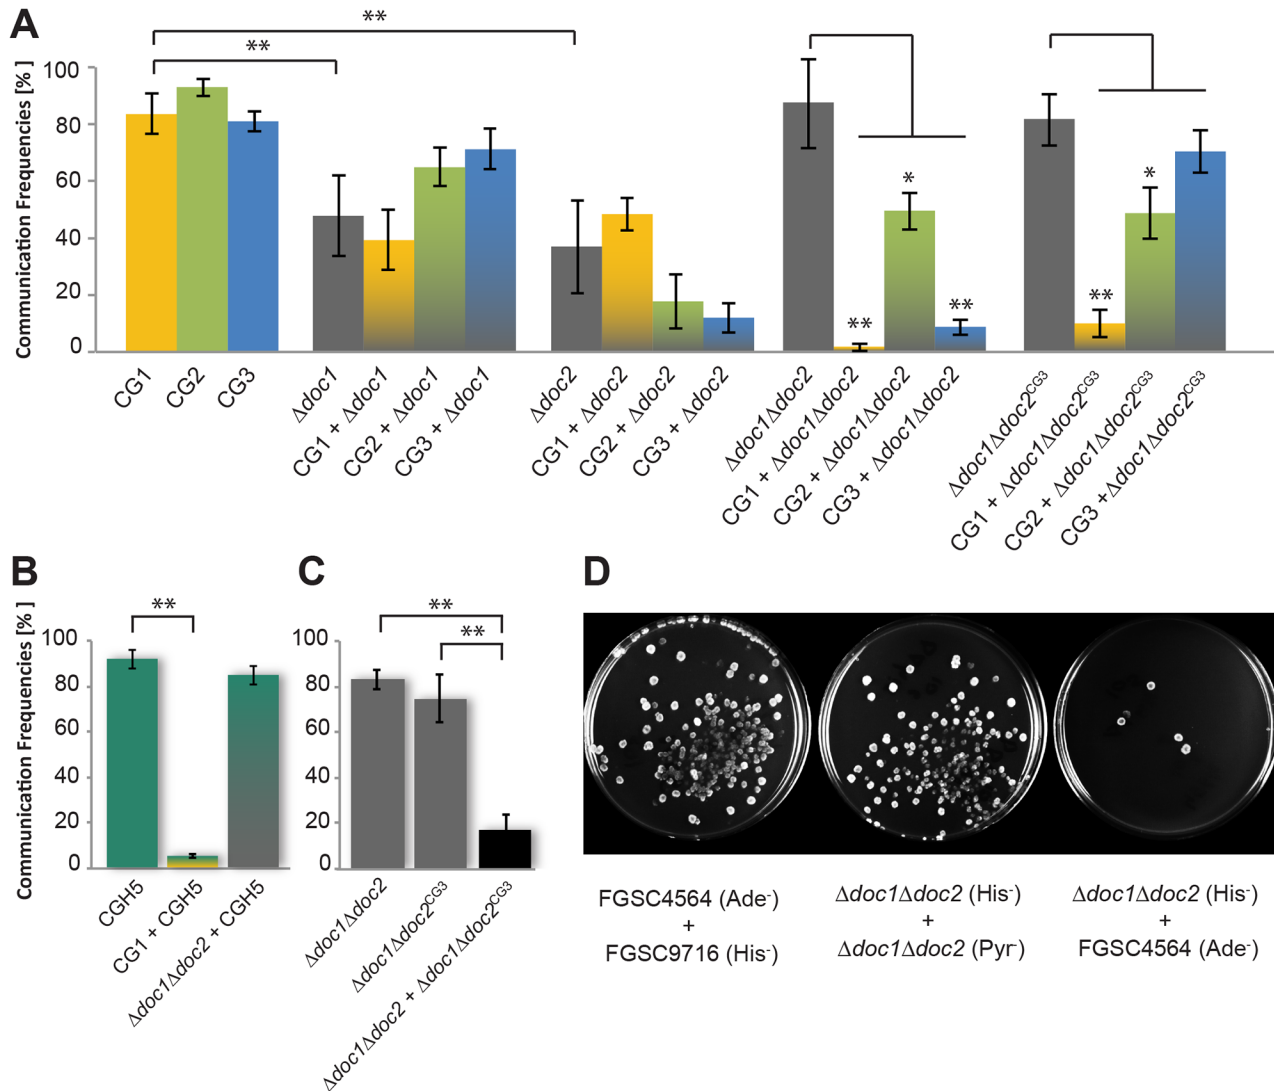 A
**
**
Communication Frequencies [% ]
100
80
60
40
20
0
**
*
**
**
*
CG1
CG2
CG3
Δdoc1
CG1 + Δdoc1
CG2 + Δdoc1
CG3 + Δdoc1
Δdoc2
CG1 + Δdoc2
CG2 + Δdoc2
CG3 + Δdoc2
Δdoc1Δdoc2
CG1 + Δdoc1Δdoc2
CG2 + Δdoc1Δdoc2
CG3 + Δdoc1Δdoc2
Δdoc1Δdoc2CG3
CG1 + Δdoc1Δdoc2CG3
CG2 + Δdoc1Δdoc2CG3
CG3 +Δdoc1Δdoc2CG3
B
Communication Frequencies [% ]
**
100
80
60
40
20
0
CGH5
CG1 + CGH5
Δdoc1Δdoc2 + CGH5
C
**
**
100
80
60
40
20
0
Δdoc1Δdoc2
Δdoc1Δdoc2CG3
Δdoc1Δdoc2 + Δdoc1Δdoc2CG3
D
FGSC4564 (Ade-)
+
FGSC9716 (His-)
Δdoc1Δdoc2 (His-)
+
Δdoc1Δdoc2 (Pyr-)
Δdoc1Δdoc2 (His-)
+
FGSC4564 (Ade-)